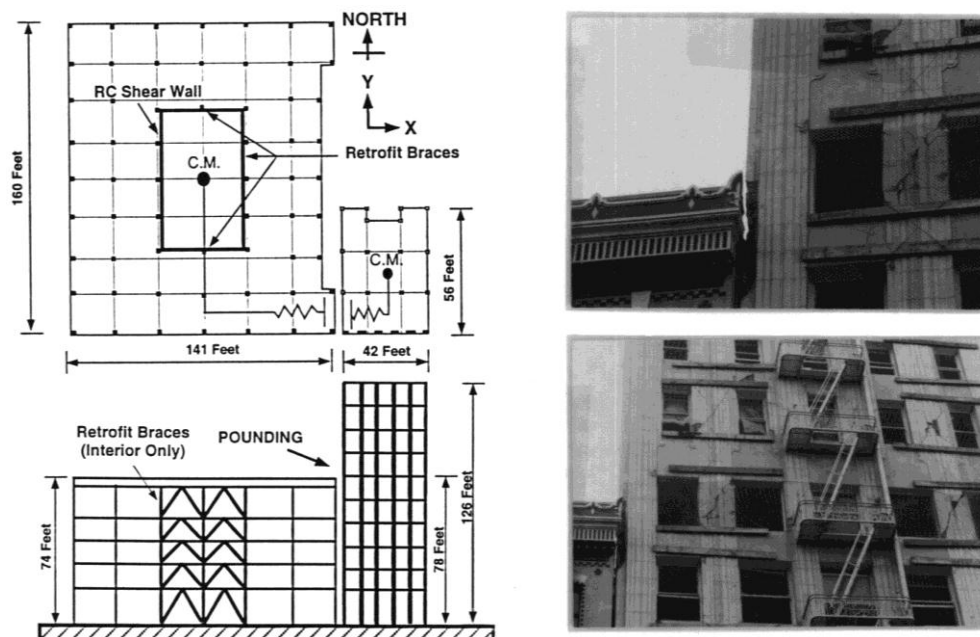 NORTH
Y
X
RC Shear Wall
C.M.
Retrofit Braces
160 Feet
C.M.
56 Feet
141 Feet
42 Feet
Retrofit Braces
(Interior Only)
POUNDING
74 Feet
78 Feet
126 Feet